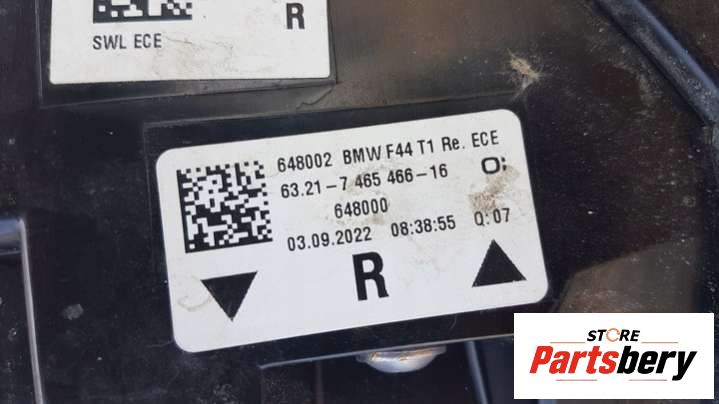 SWL ECE
R
648002 BMW F44 T1 Re. ECE
63.21-7 465 466-16 O;
648000
03.09.2022 08:38:55 Q:07
R
STORE
Partsbery